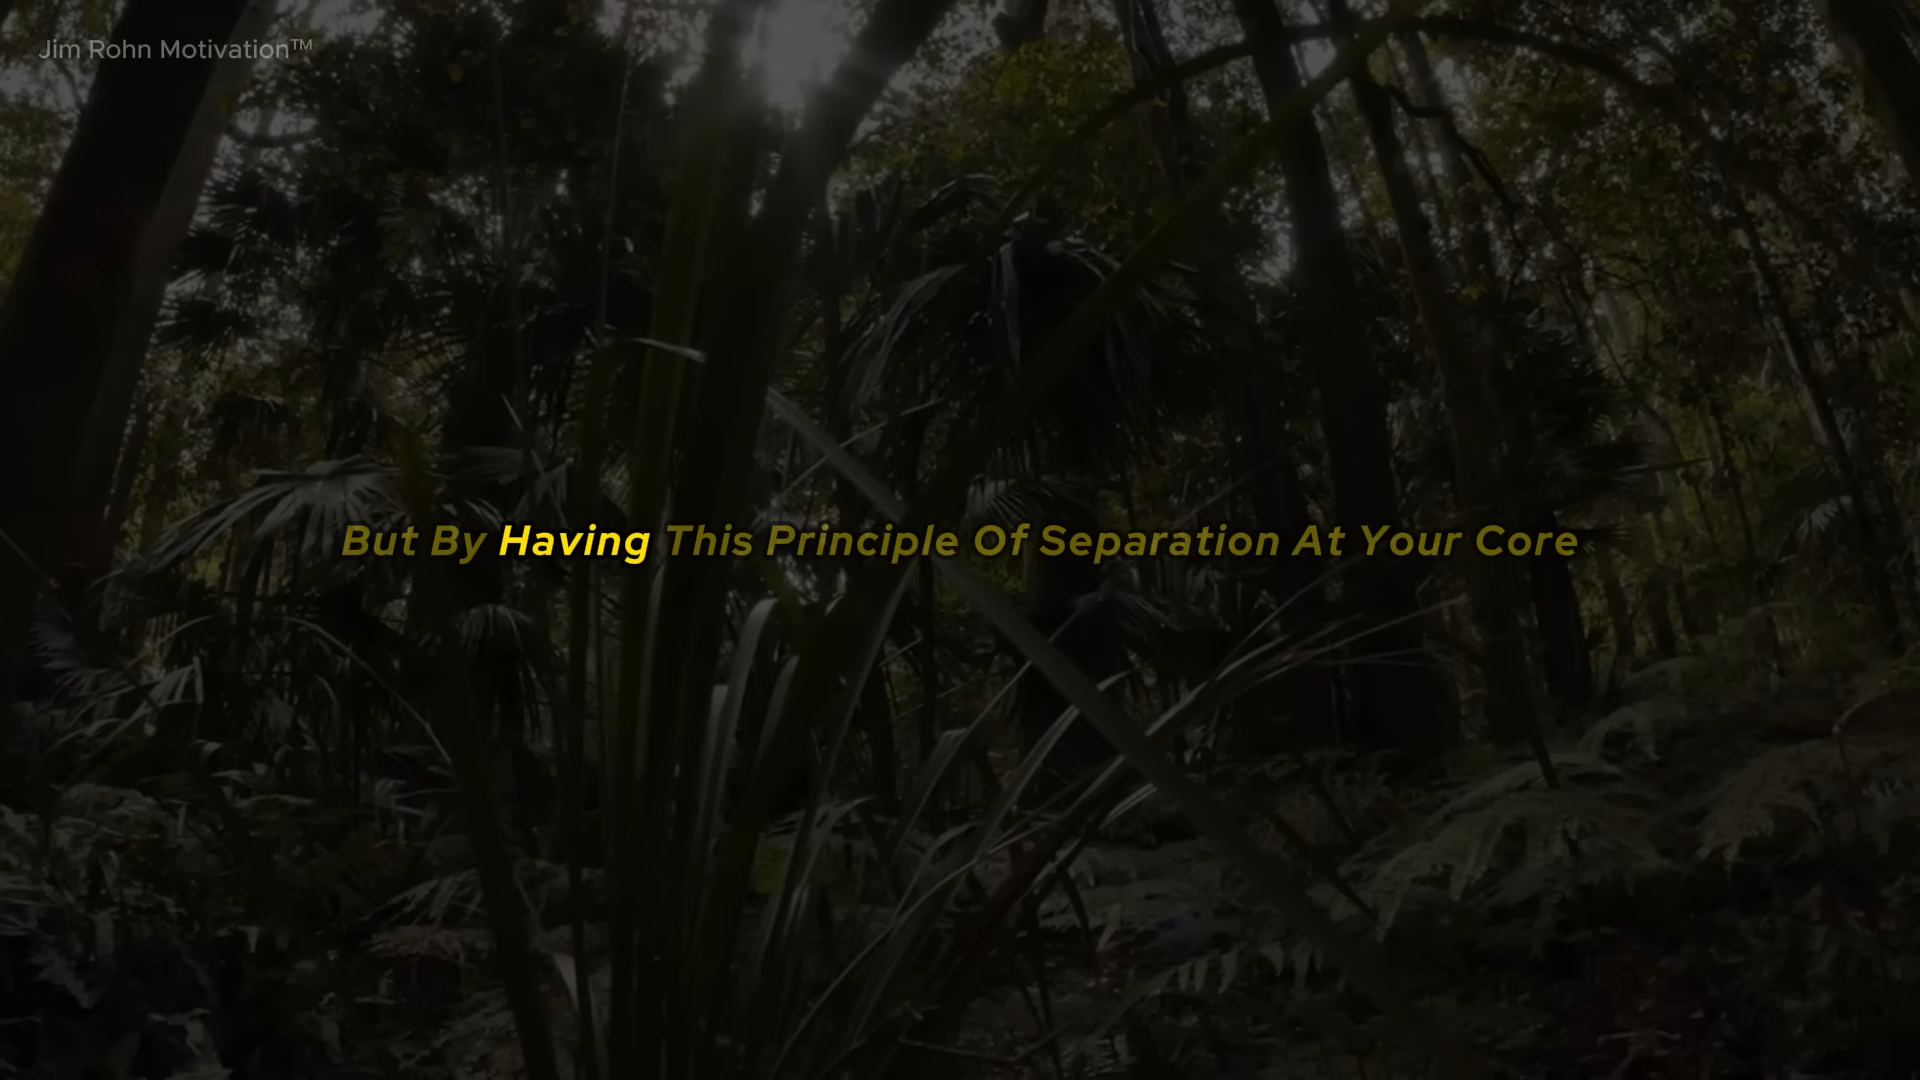 Jim Rohn Motivation™
But By Having This Principle Of Separation At Your Core